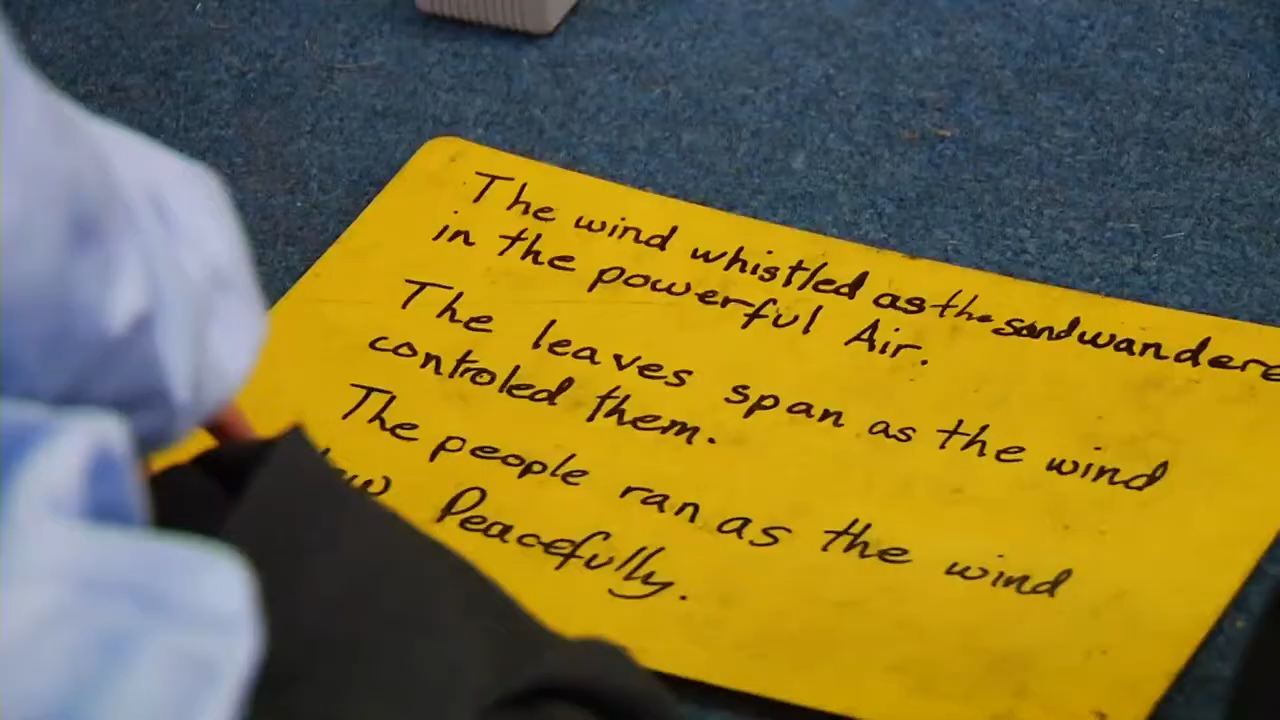 The wind whistled as the sand wandere
in the powerful Air.
The leaves span as the wind
controled them.
The people ran as the wind
Peacefully.